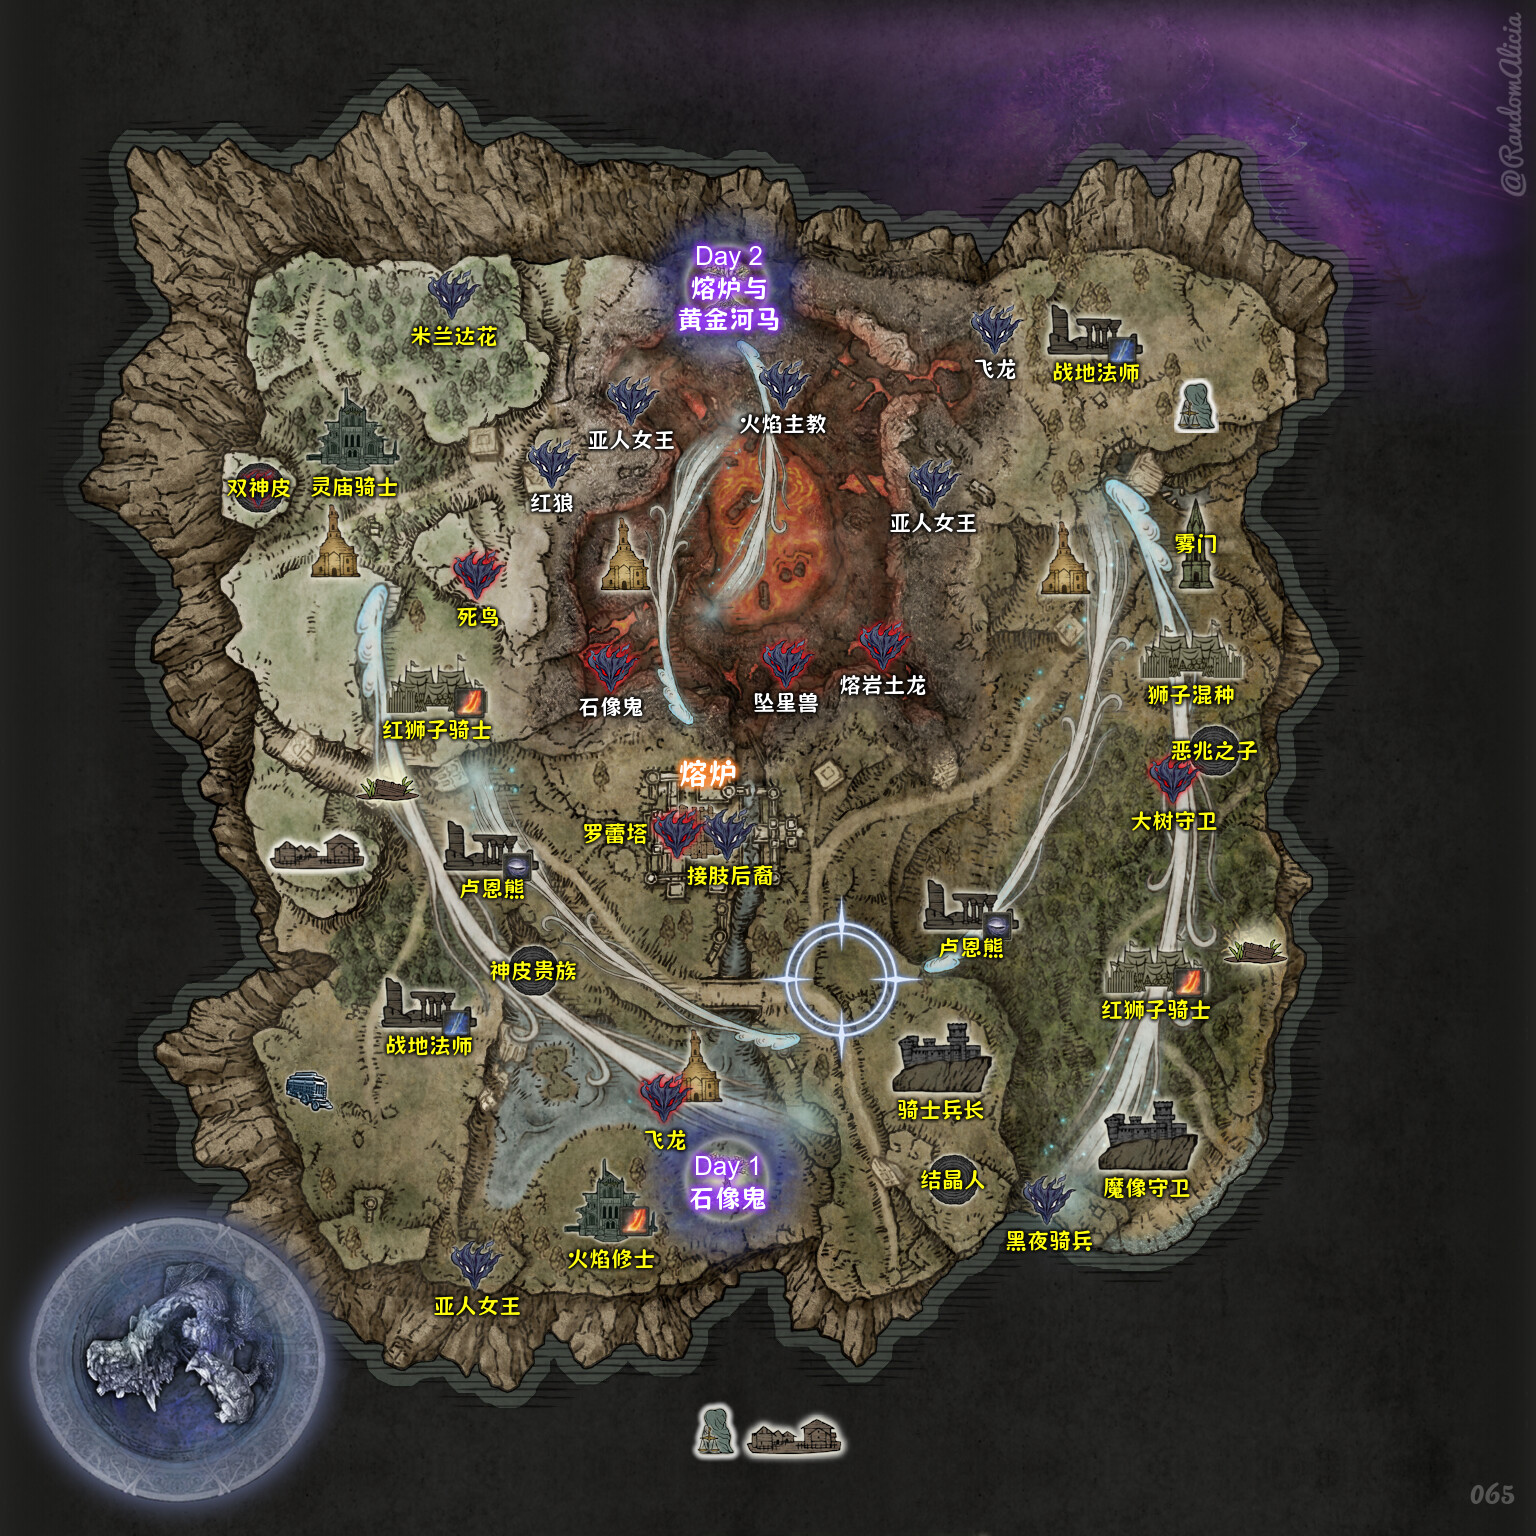 @RandomAlicia
Day 2
熔炉与
黄金河马
米兰达花
飞龙
战地法师
火焰主教
亚人女王
双神皮
灵庙骑士
红狼
亚人女王
雾门
死鸟
石像鬼
坠星兽
熔岩土龙
狮子混种
红狮子骑士
恶兆之子
熔炉
大树守卫
罗蕾塔
接肢后裔
卢恩熊
卢恩熊
神皮贵族
红狮子骑士
战地法师
骑士兵长
飞龙
Day 1
石像鬼
结晶人
魔像守卫
黑夜骑兵
火焰修士
亚人女王
065